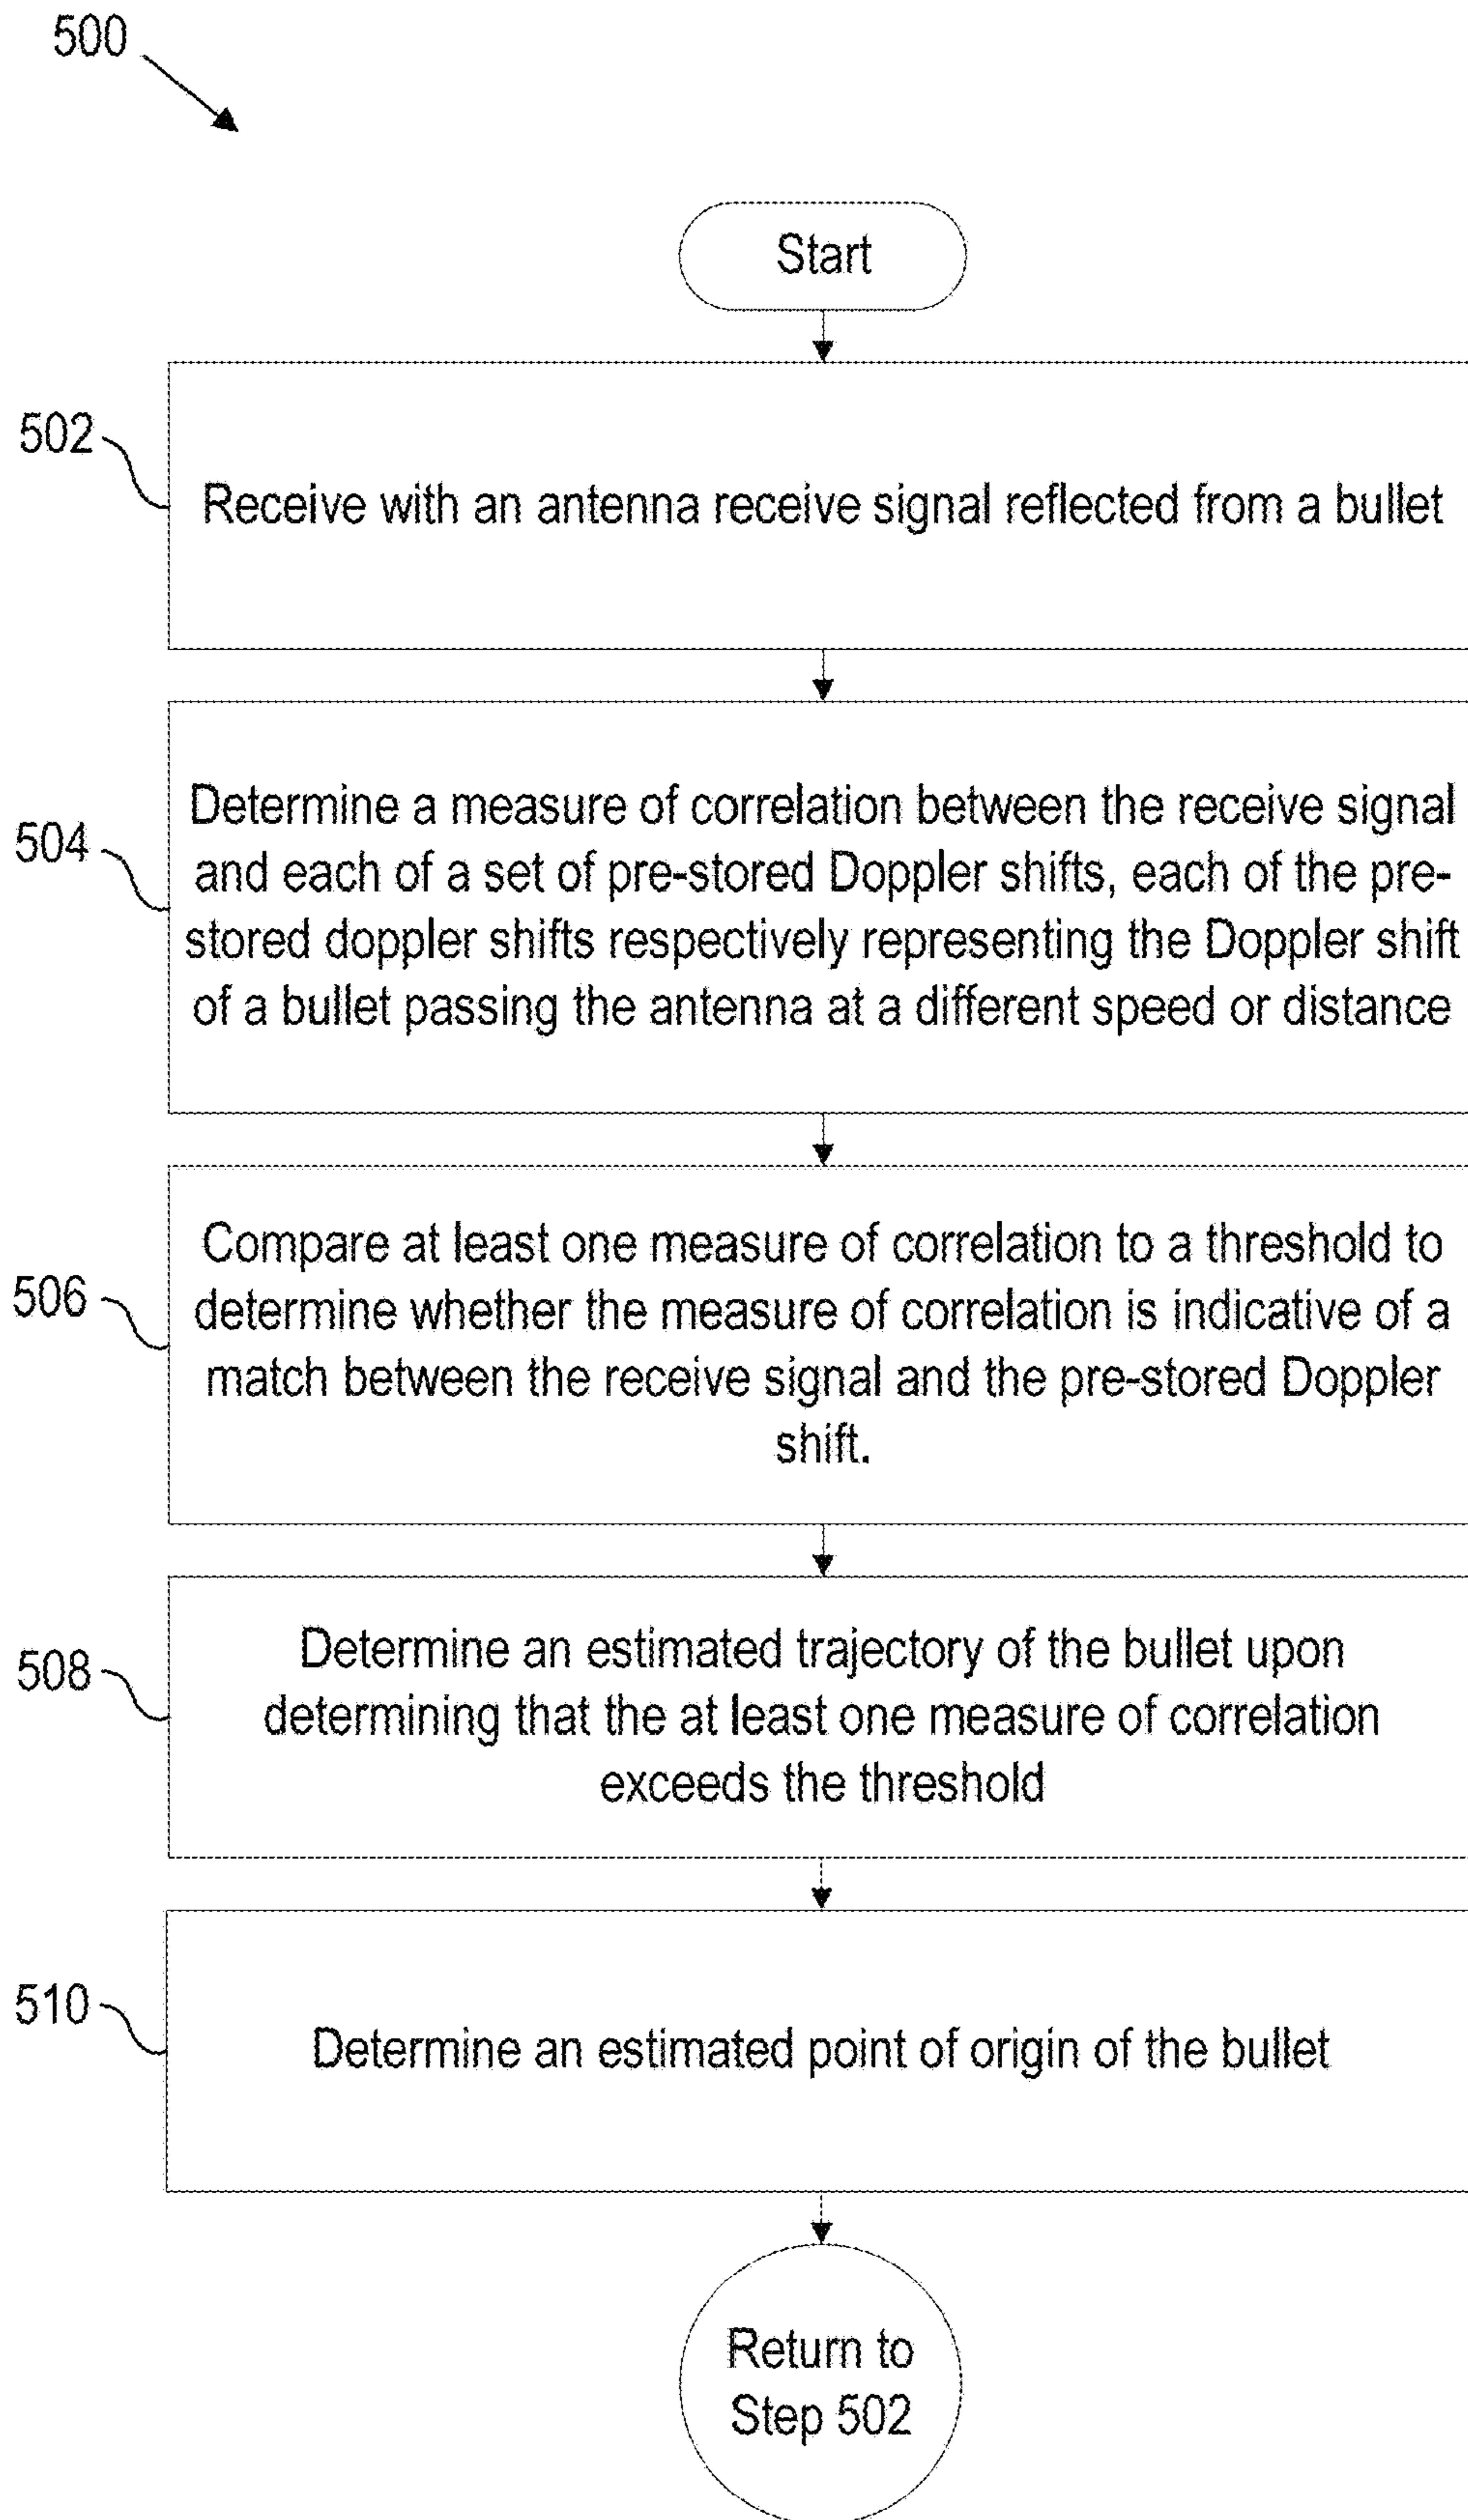 500
Start
502
Receive with an antenna receive signal reflected from a bullet
504
Determine a measure of correlation between the receive signal
and each of a set of pre-stored Doppler shifts, each of the pre-
stored doppler shifts respectively representing the Doppler shift
of a bullet passing the antenna at a different speed or distance
506
Compare at least one measure of correlation to a threshold to
determine whether the measure of correlation is indicative of a
match between the receive signal and the pre-stored Doppler
shift.
508
Determine an estimated trajectory of the bullet upon
determining that the at least one measure of correlation
exceeds the threshold
510
Determine an estimated point of origin of the bullet
Return to
Step 502